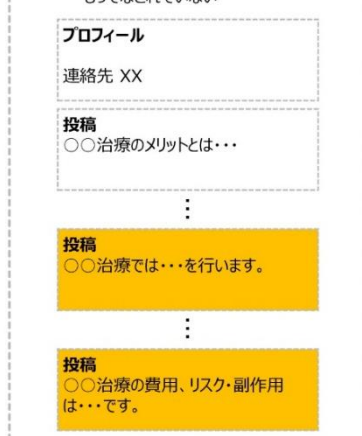 プロフィール
連絡先 XX
投稿
○○治療のメリットとは・・・
⋮
投稿
○○治療では・・・を行います。
⋮
投稿
○○治療の費用、リスク・副作用
は・・・です。